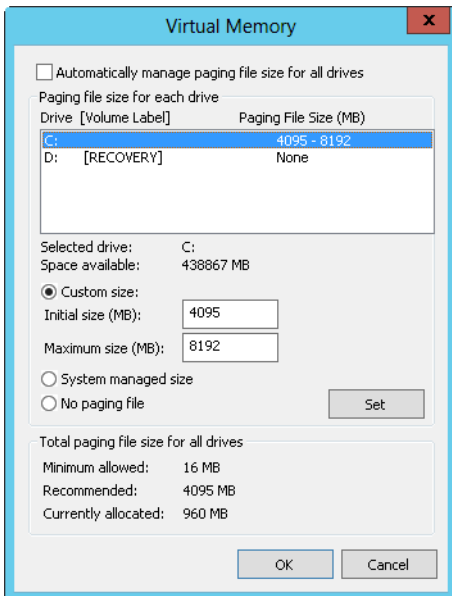 Virtual Memory
x
Automatically manage paging file size for all drives
Paging file size for each drive
Drive [Volume Label] Paging File Size (MB)
C: 4095 - 8192
D: [RECOVERY] None
Selected drive: C:
Space available: 438867 MB
Custom size:
Initial size (MB): 4095
Maximum size (MB): 8192
System managed size
No paging file Set
Total paging file size for all drives
Minimum allowed: 16 MB
Recommended: 4095 MB
Currently allocated: 960 MB
OK Cancel